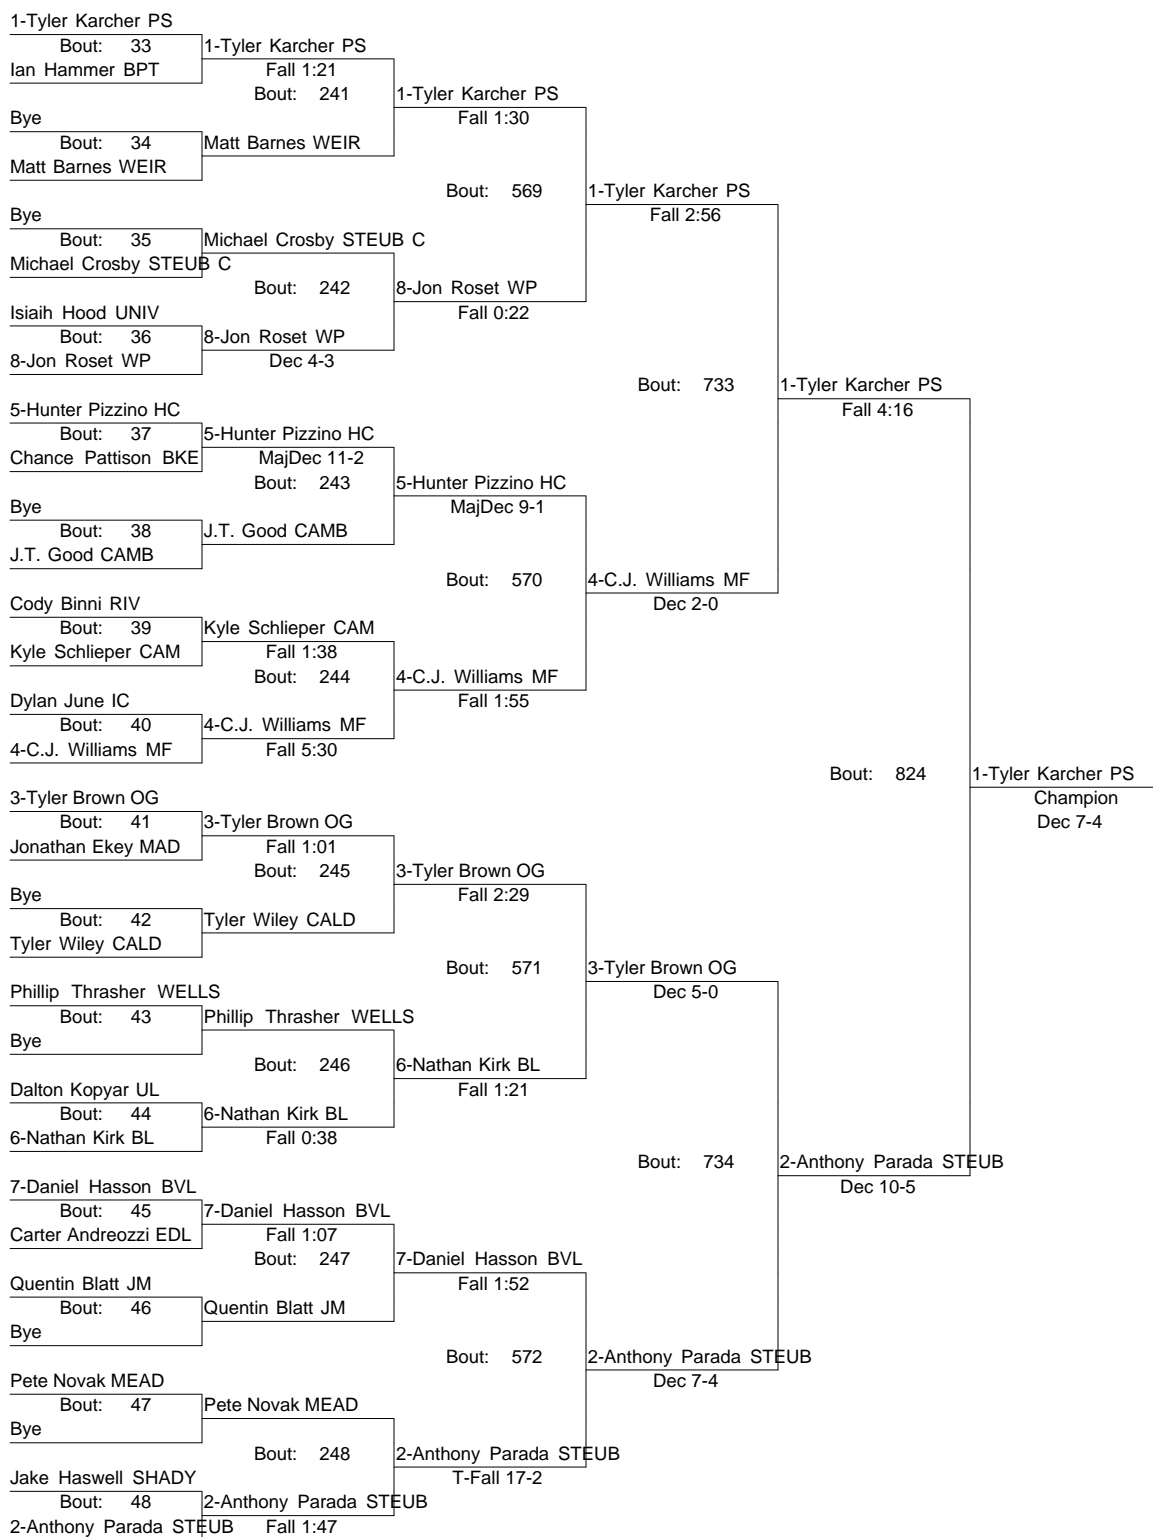 1-Tyler Karcher PS
Bout: 33
1-Tyler Karcher PS
Ian Hammer BPT
Fall 1:21
Bout: 241
1-Tyler Karcher PS
Bye
Fall 1:30
Bout: 34
Matt Barnes WEIR
Matt Barnes WEIR
Bout: 569
1-Tyler Karcher PS
Bye
Fall 2:56
Bout: 35
Michael Crosby STEUB C
Michael Crosby STEUB C
Bout: 242
8-Jon Roset WP
Isiaih Hood UNIV
Fall 0:22
Bout: 36
8-Jon Roset WP
8-Jon Roset WP
Dec 4-3
Bout: 733
1-Tyler Karcher PS
5-Hunter Pizzino HC
Fall 4:16
Bout: 37
5-Hunter Pizzino HC
Chance Pattison BKE
MajDec 11-2
Bout: 243
5-Hunter Pizzino HC
Bye
MajDec 9-1
Bout: 38
J.T. Good CAMB
J.T. Good CAMB
Bout: 570
4-C.J. Williams MF
Cody Binni RIV
Dec 2-0
Bout: 39
Kyle Schlieper CAM
Kyle Schlieper CAM
Fall 1:38
Bout: 244
4-C.J. Williams MF
Dylan June IC
Fall 1:55
Bout: 40
4-C.J. Williams MF
4-C.J. Williams MF
Fall 5:30
Bout: 824
1-Tyler Karcher PS
3-Tyler Brown OG
Champion
Bout: 41
3-Tyler Brown OG
Dec 7-4
Jonathan Ekey MAD
Fall 1:01
Bout: 245
3-Tyler Brown OG
Bye
Fall 2:29
Bout: 42
Tyler Wiley CALD
Tyler Wiley CALD
Bout: 571
3-Tyler Brown OG
Phillip Thrasher WELLS
Dec 5-0
Bout: 43
Phillip Thrasher WELLS
Bye
Bout: 246
6-Nathan Kirk BL
Dalton Kopyar UL
Fall 1:21
Bout: 44
6-Nathan Kirk BL
6-Nathan Kirk BL
Fall 0:38
Bout: 734
2-Anthony Parada STEUB
7-Daniel Hasson BVL
Dec 10-5
Bout: 45
7-Daniel Hasson BVL
Carter Andreozzi EDL
Fall 1:07
Bout: 247
7-Daniel Hasson BVL
Quentin Blatt JM
Fall 1:52
Bout: 46
Quentin Blatt JM
Bye
Bout: 572
2-Anthony Parada STEUB
Pete Novak MEAD
Dec 7-4
Bout: 47
Pete Novak MEAD
Bye
Bout: 248
2-Anthony Parada STEUB
Jake Haswell SHADY
T-Fall 17-2
Bout: 48
2-Anthony Parada STEUB
2-Anthony Parada STEUB
Fall 1:47